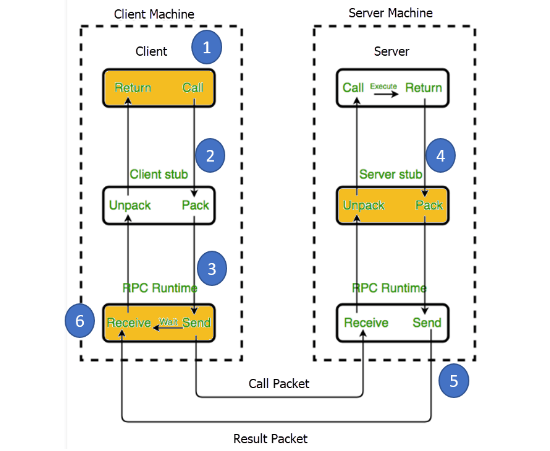 Client Machine
Server Machine
Client
1
Server
Return Call
Call Execute Return
2
4
Client stub
Server stub
Unpack Pack
Unpack Pack
3
RPC Runtime
RPC Runtime
6
Receive Wait Send
Receive Send
5
Call Packet
Result Packet